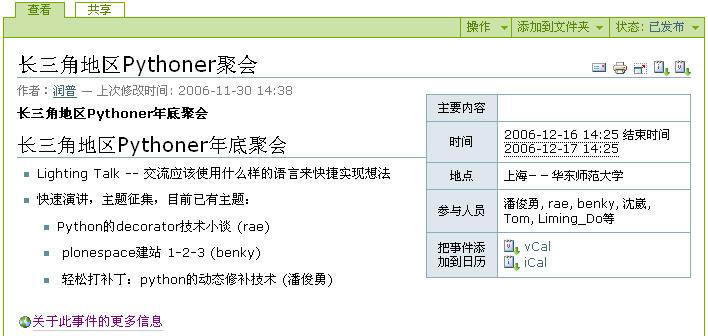 查看
共享
操作
添加到文件夹
状态: 已发布
长三角地区Pythoner聚会
作者: 润普 — 上次修改时间: 2006-11-30 14:38
长三角地区Pythoner年底聚会
长三角地区Pythoner年底聚会
Lighting Talk -- 交流应该使用什么样的语言来快捷实现想法
快速演讲，主题征集，目前已有主题：
Python的decorator技术小谈 (rae)
plonespace建站 1-2-3 (benky)
轻松打补丁：python的动态修补技术 (潘俊勇)
关于此事件的更多信息
主要内容
时间
2006-12-16 14:25 结束时间
2006-12-17 14:25
地点
上海－－华东师范大学
参与人员
潘俊勇, rae, benky, 沈崴,
Tom, Liming_Do等
把事件添
加到日历
vCal
iCal